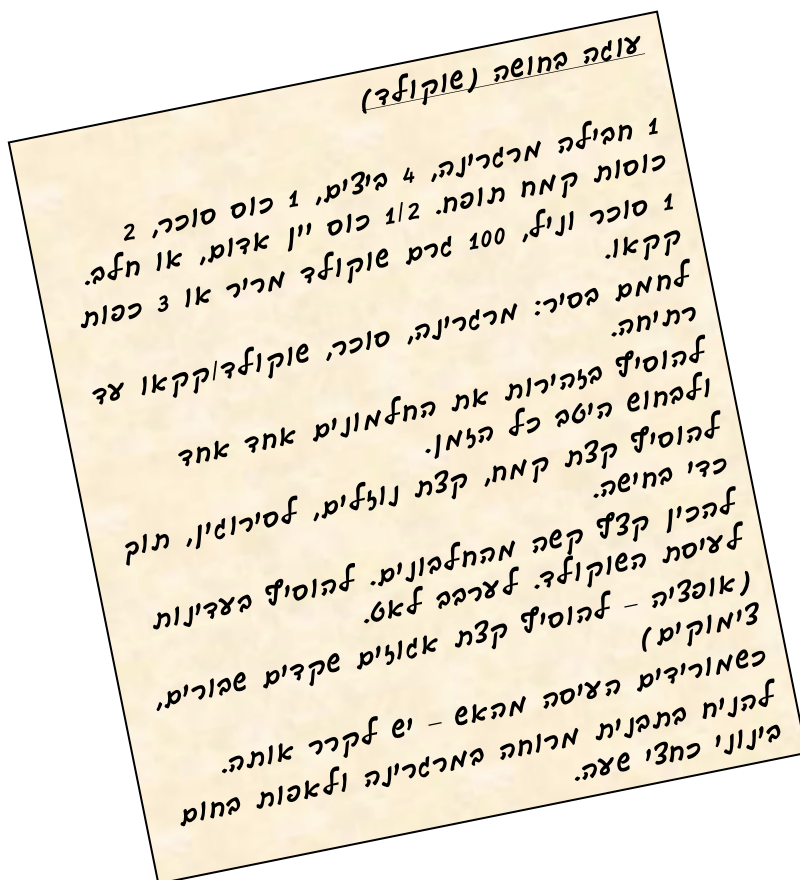 עוגה בחושה (שוקולד)
1 חבילה מרגרינה, 4 ביצים, 1 כוס סוכר, 2
כוסות קמח תופח. 1/2 כוס יין אדום, או חלב.
1 סוכר וניל, 100 גרם שוקולד מריר או 3 כפות
קקאו.
לחמם בסיר: מרגרינה, סוכר, שוקולד/קקאו עד
רתיחה.
להוסיף בזהירות את החלמונים אחד אחד
ולבחוש היטב כל הזמן.
להוסיף קצת קמח, קצת נוזלים, לסירוגין, תוך
כדי בחישה.
להכין קצף קשה מהחלבונים. להוסיף בעדינות
לעיסת השוקולד. לערבב לאט.
(אופציה – להוסיף קצת אגוזים שקדים שבורים,
צימוקים)
כשמורידים העיסה מהאש – יש לקרר אותה.
להניח בתבנית מרוחה במרגרינה ולאפות בחום
בינוני כחצי שעה.